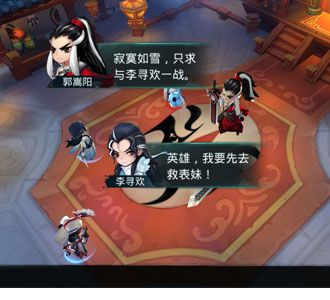 寂寞如雪，只求
与李寻欢一战。
郭嵩阳
英雄，我要先去
救表妹！
李寻欢